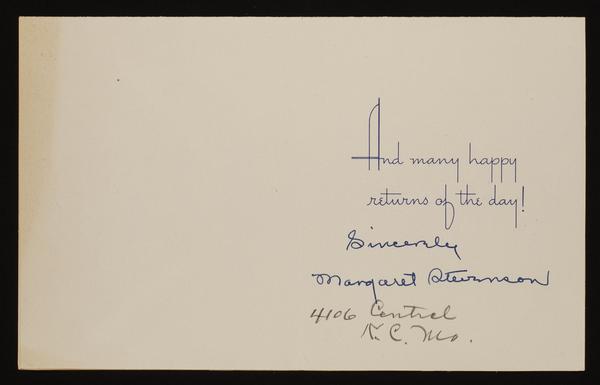 And many happy
returns of the day!
Sincerely
Margaret Stevenson
4106 Central
K.C. Mo.